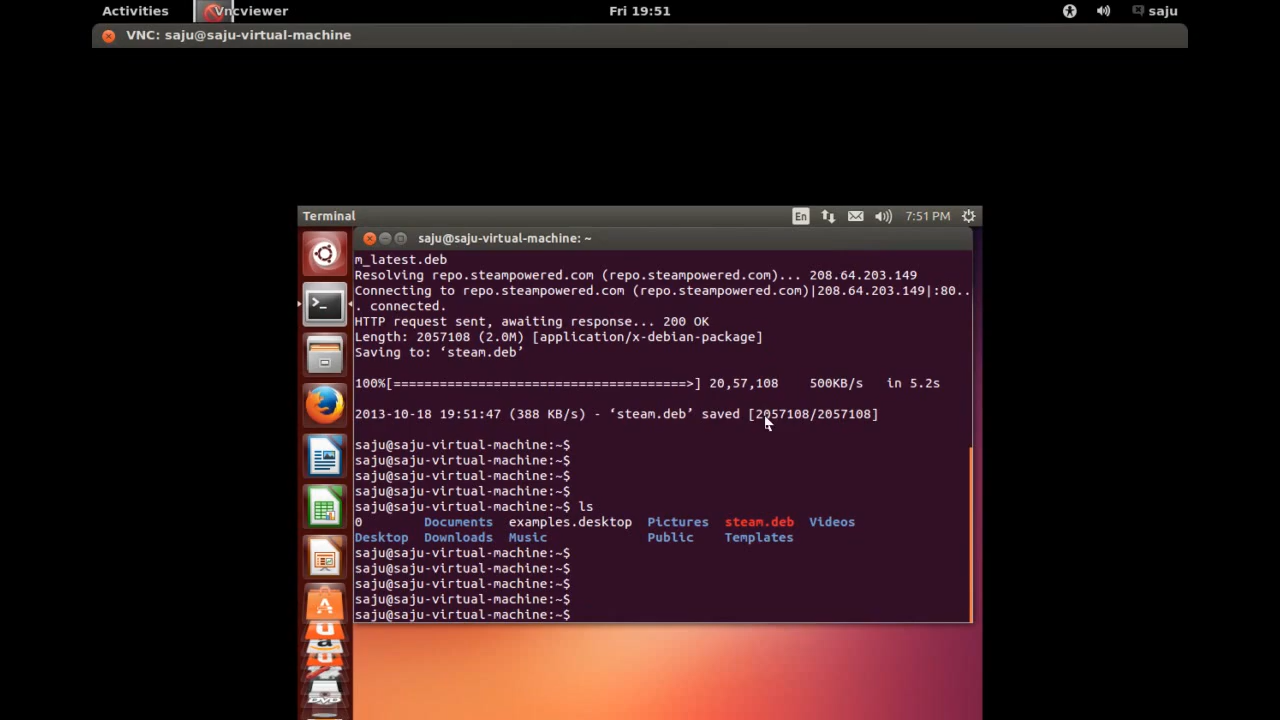 Activities
Vncviewer
Fri 19:51
saju
VNC: saju@saju-virtual-machine
Terminal
En
7:51 PM
saju@saju-virtual-machine: ~
m_latest.deb
Resolving repo.steampowered.com (repo.steampowered.com)... 208.64.203.149
Connecting to repo.steampowered.com (repo.steampowered.com)|208.64.203.149|:80..
. connected.
HTTP request sent, awaiting response... 200 OK
Length: 2057108 (2.0M) [application/x-debian-package]
Saving to: ‘steam.deb’
100%[======================================>] 20,57,108    500KB/s   in 5.2s
2013-10-18 19:51:47 (388 KB/s) - ‘steam.deb’ saved [2057108/2057108]
saju@saju-virtual-machine:~$
saju@saju-virtual-machine:~$
saju@saju-virtual-machine:~$
saju@saju-virtual-machine:~$
saju@saju-virtual-machine:~$ ls
0        Documents  examples.desktop  Pictures  steam.deb  Videos
Desktop  Downloads  Music             Public    Templates
saju@saju-virtual-machine:~$
saju@saju-virtual-machine:~$
saju@saju-virtual-machine:~$
saju@saju-virtual-machine:~$
saju@saju-virtual-machine:~$